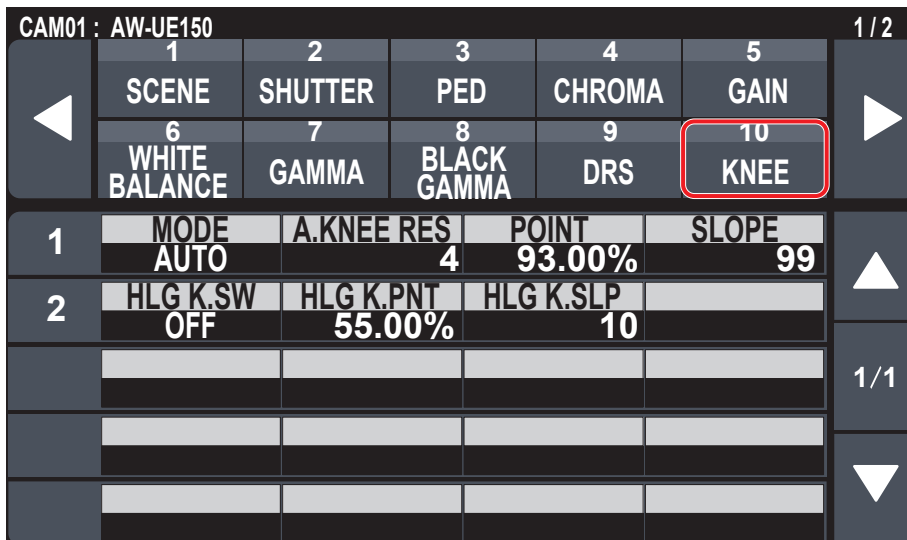 CAM01 : AW-UE150 1 / 2
1 2 3 4 5
SCENE SHUTTER PED CHROMA GAIN
6 7 8 9 10
WHITE BALANCE GAMMA BLACK GAMMA DRS KNEE
1 MODE A.KNEE RES POINT SLOPE
AUTO 4 93.00% 99
2 HLG K.SW HLG K.PNT HLG K.SLP
OFF 55.00% 10
1/1